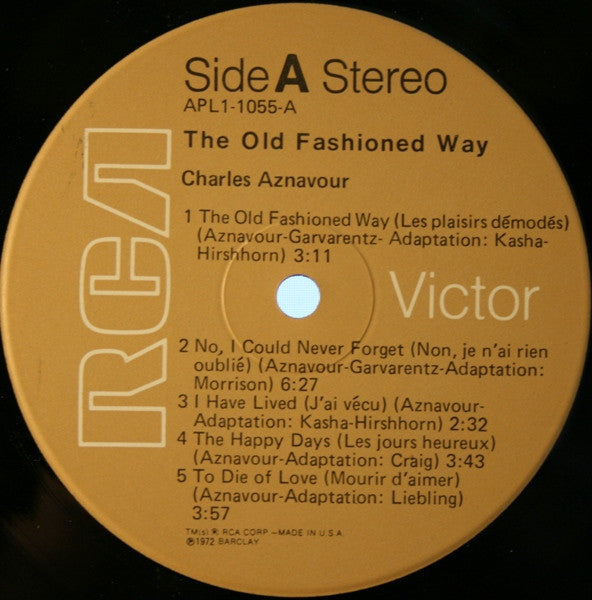 Side A Stereo
APL1-1055-A
The Old Fashioned Way
Charles Aznavour
1 The Old Fashioned Way (Les plaisirs démodés)
(Aznavour-Garvarentz- Adaptation: Kasha-
Hirshhorn) 3:11
RCA
Victor
2 No, I Could Never Forget (Non, je n'ai rien
oublié) (Aznavour-Garvarentz-Adaptation:
Morrison) 6:27
3 I Have Lived (J'ai vécu) (Aznavour-
Adaptation: Kasha-Hirshhorn) 2:32
4 The Happy Days (Les jours heureux)
(Aznavour-Adaptation: Craig) 3:43
5 To Die of Love (Mourir d'aimer)
(Aznavour-Adaptation: Liebling)
3:57
TM(s) ® RCA CORP —MADE IN U.S.A.
℗1972 BARCLAY